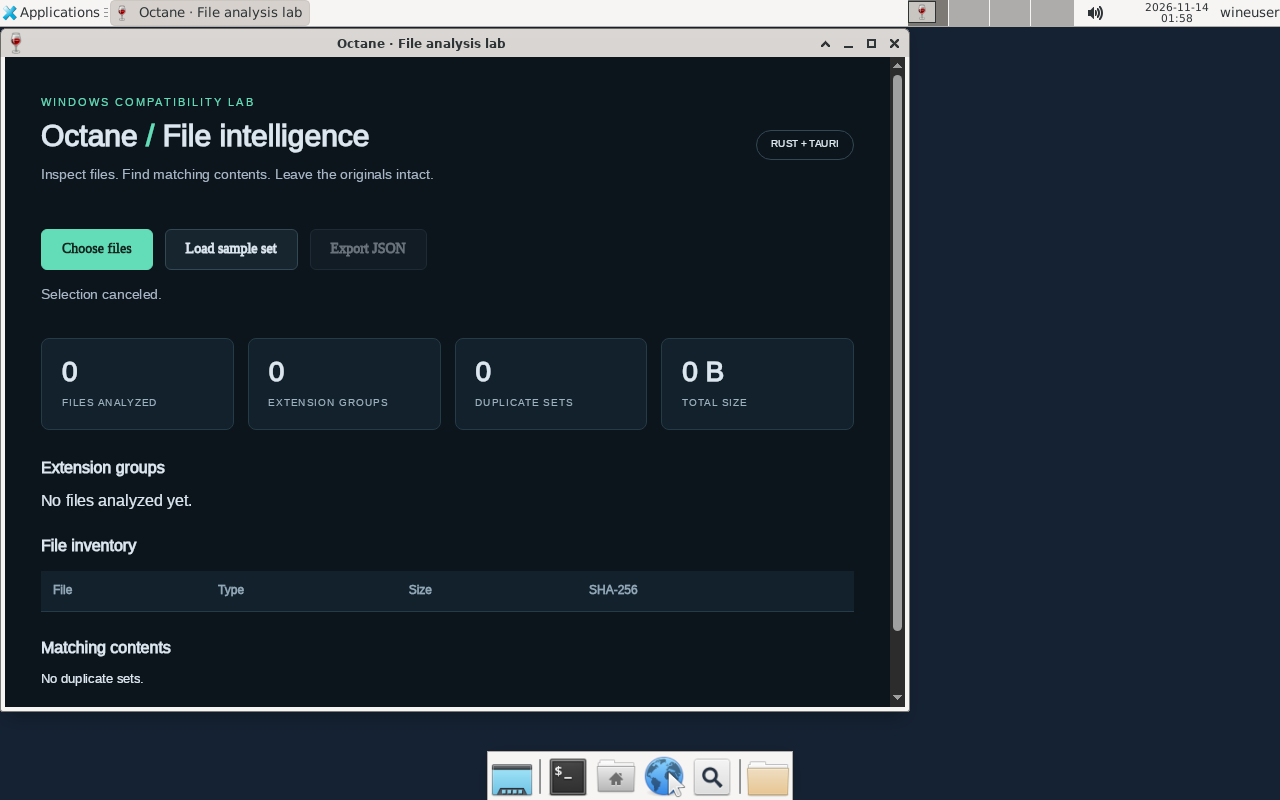 Applications
Octane · File analysis lab
2026-11-14
01:58
wineuser
Octane · File analysis lab
WINDOWS COMPATIBILITY LAB
Octane / File intelligence
RUST + TAURI
Inspect files. Find matching contents. Leave the originals intact.
Choose files
Load sample set
Export JSON
Selection canceled.
0
FILES ANALYZED
0
EXTENSION GROUPS
0
DUPLICATE SETS
0 B
TOTAL SIZE
Extension groups
No files analyzed yet.
File inventory
File Type Size SHA-256
Matching contents
No duplicate sets.
$_